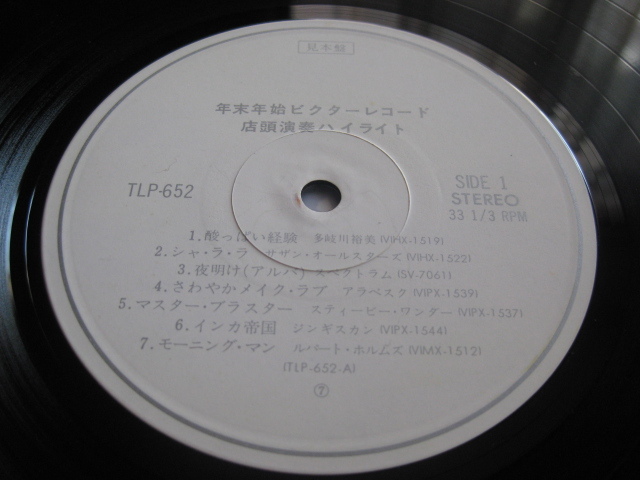 見本盤
年末年始ビクターレコード
店頭演奏ハイライト
TLP-652
SIDE 1
STEREO
33 1/3 RPM
1.酸っぱい経験 多岐川裕美(VIHX-1519)
2.シャ・ラ・ラ サザン・オールスターズ(VIHX-1522)
3.夜明け(アルバ) スペクトラム(SV-7061)
4.さわやかメイク・ラブ アラベスク(VIPX-1539)
5.マスター・ブラスター スティービー・ワンダー(VIPX-1537)
6.インカ帝国 ジンギスカン(VIPX-1544)
7.モーニング・マン ルパート・ホルムズ(VIMX-1512)
(TLP-652-A)
⑦